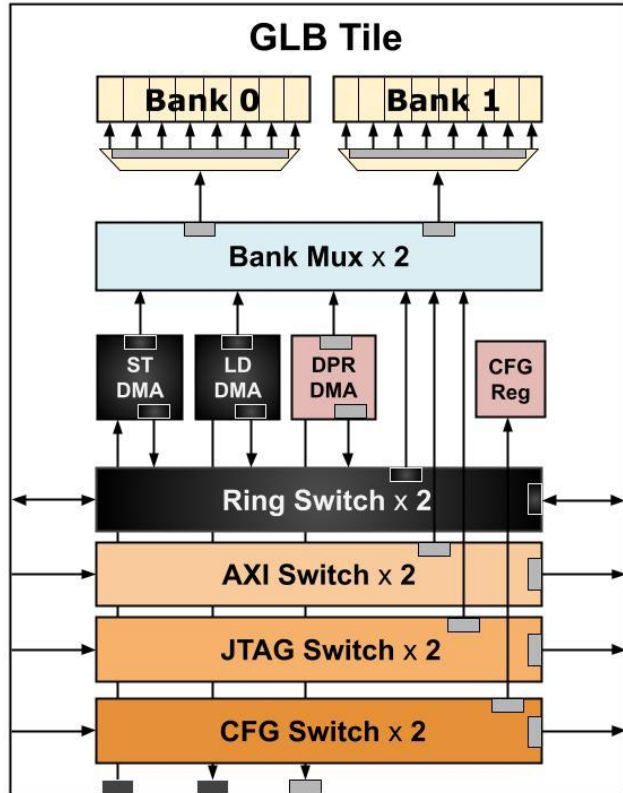 GLB Tile
Bank 0
Bank 1
Bank Mux x 2
ST
DMA
LD
DMA
DPR
DMA
CFG
Reg
Ring Switch x 2
AXI Switch x 2
JTAG Switch x 2
CFG Switch x 2